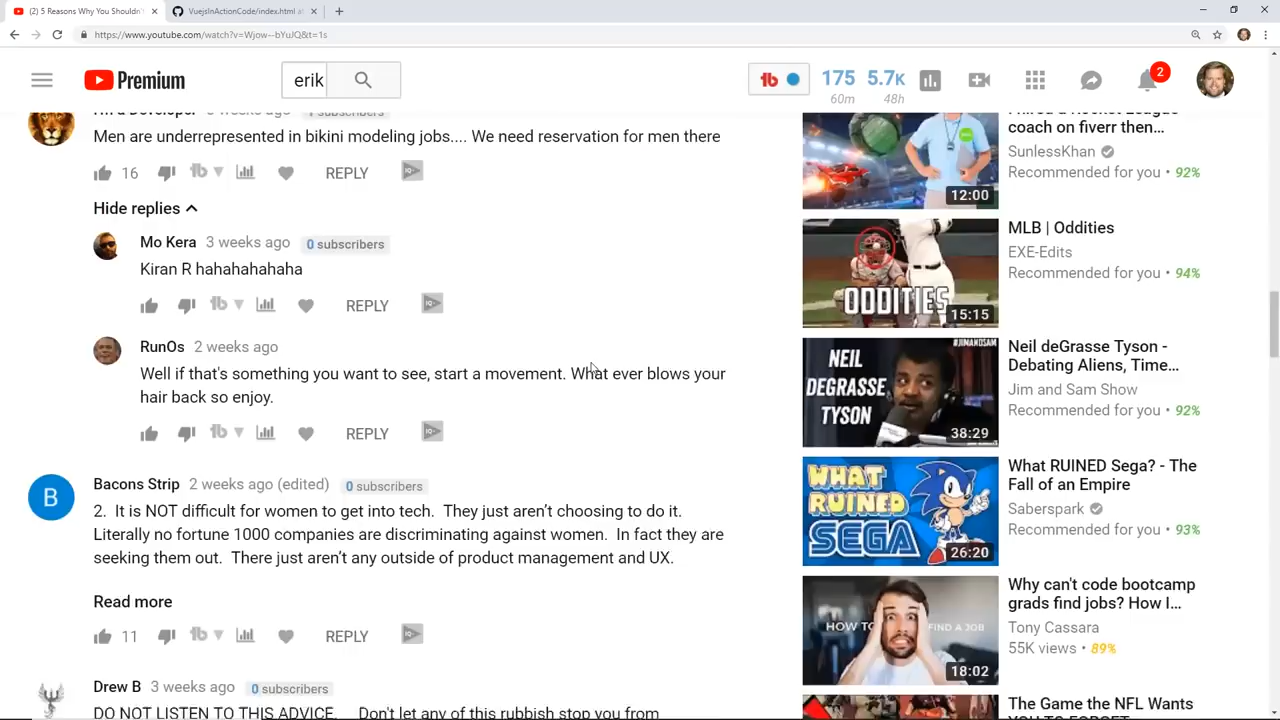 (2) 5 Reasons Why You Shouldn'
VuejsInActionCode/index.html at
https://www.youtube.com/watch?v=Wjow--bYuJQ&t=1s
Premium
erik
175
60m
5.7K
48h
2
Men are underrepresented in bikini modeling jobs.... We need reservation for men there
16
REPLY
Hide replies
Mo Kera 3 weeks ago 0 subscribers
Kiran R hahahahahaha
REPLY
RunOs 2 weeks ago
Well if that's something you want to see, start a movement. What ever blows your
hair back so enjoy.
REPLY
B
Bacons Strip 2 weeks ago (edited) 0 subscribers
2. It is NOT difficult for women to get into tech. They just aren't choosing to do it.
Literally no fortune 1000 companies are discriminating against women. In fact they are
seeking them out. There just aren't any outside of product management and UX.
Read more
11
REPLY
Drew B 3 weeks ago 0 subscribers
DO NOT LISTEN TO THIS ADVICE. Don't let any of this rubbish stop you from
12:00
coach on fiverr then...
SunlessKhan
Recommended for you • 92%
ODDITIES
15:15
MLB | Oddities
EXE-Edits
Recommended for you • 94%
#JIMANDSAM
NEIL
DEGRASSE
TYSON
38:29
Neil deGrasse Tyson -
Debating Aliens, Time...
Jim and Sam Show
Recommended for you • 92%
WHAT
RUINED
SEGA
26:20
What RUINED Sega? - The
Fall of an Empire
Saberspark
Recommended for you • 93%
HOW TO FIND A JOB
18:02
Why can't code bootcamp
grads find jobs? How I...
Tony Cassara
55K views • 89%
The Game the NFL Wants